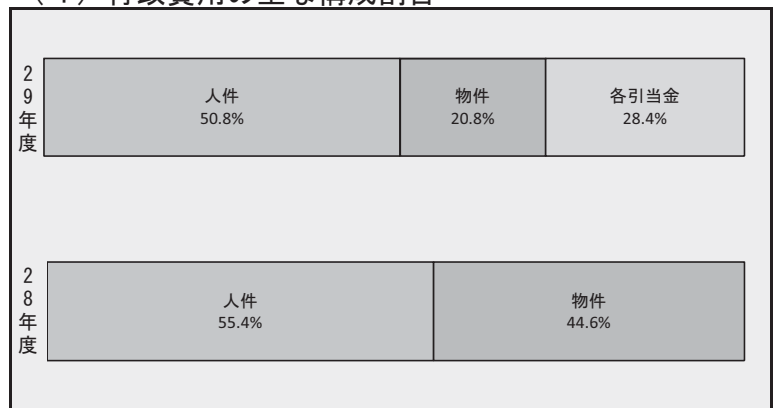 29年度
人件
50.8%
物件
20.8%
各引当金
28.4%
28年度
人件
55.4%
物件
44.6%